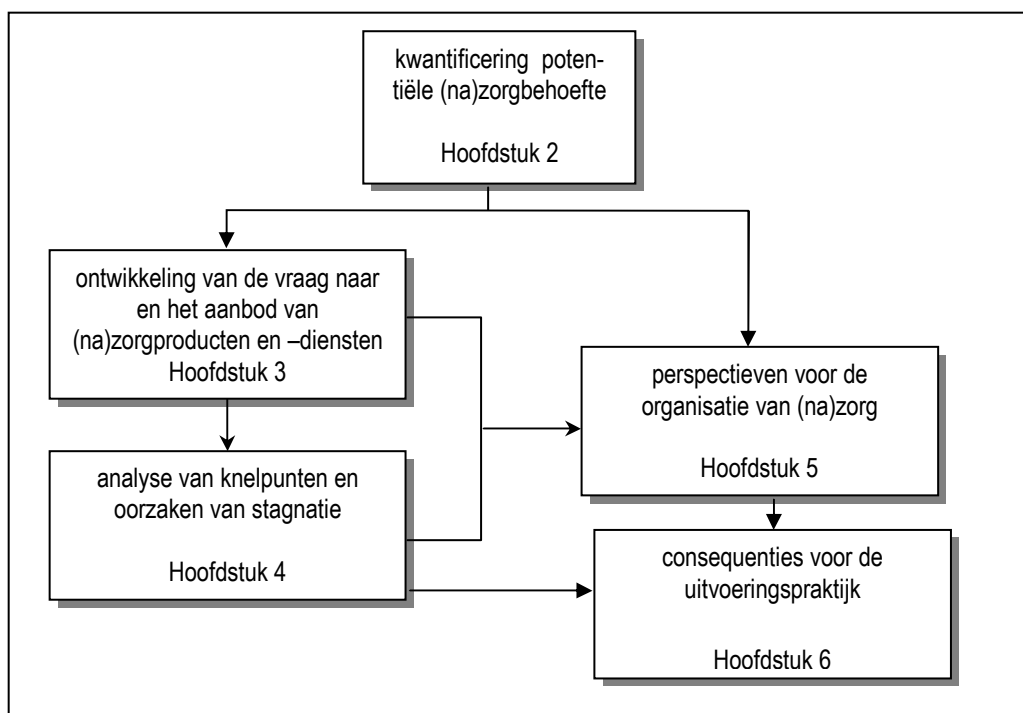 kwantificering poten-
tiële (na)zorgbehoefte
Hoofdstuk 2
ontwikkeling van de vraag naar
en het aanbod van
(na)zorgproducten en –diensten
Hoofdstuk 3
analyse van knelpunten en
oorzaken van stagnatie
Hoofdstuk 4
perspectieven voor de
organisatie van (na)zorg
Hoofdstuk 5
consequenties voor de
uitvoeringspraktijk
Hoofdstuk 6